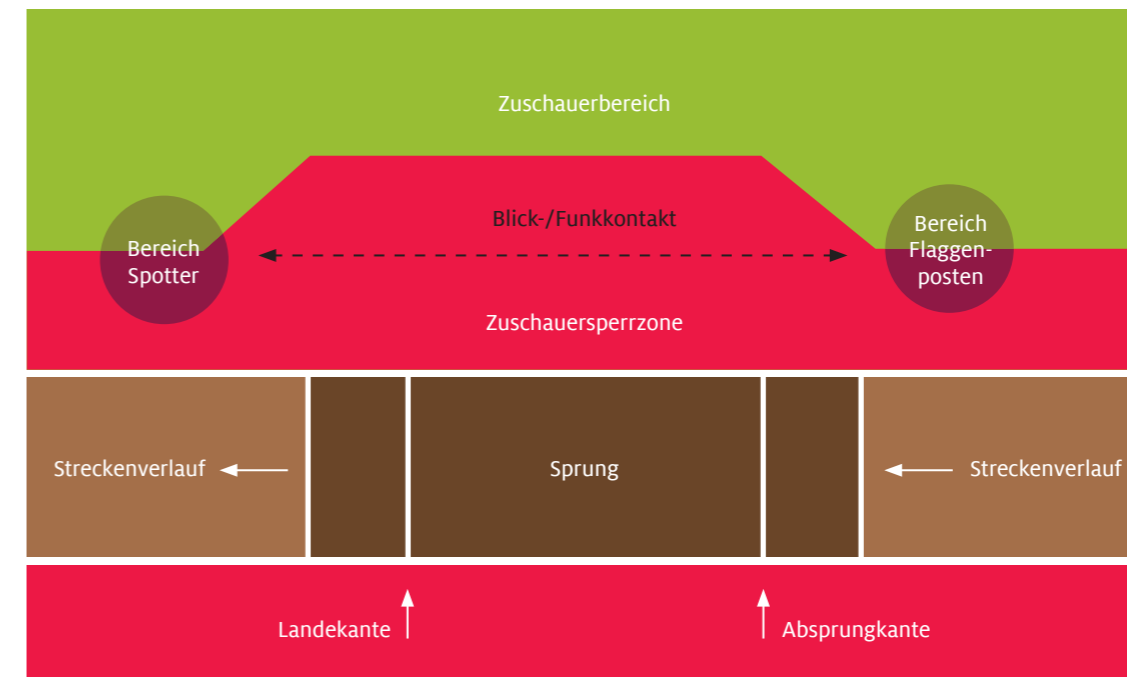 Zuschauerbereich
Blick-/Funkkontakt
Bereich
Spotter
Bereich
Flaggen-
posten
Zuschauersperrzone
Streckenverlauf
Sprung
Streckenverlauf
Landekante
Absprungkante